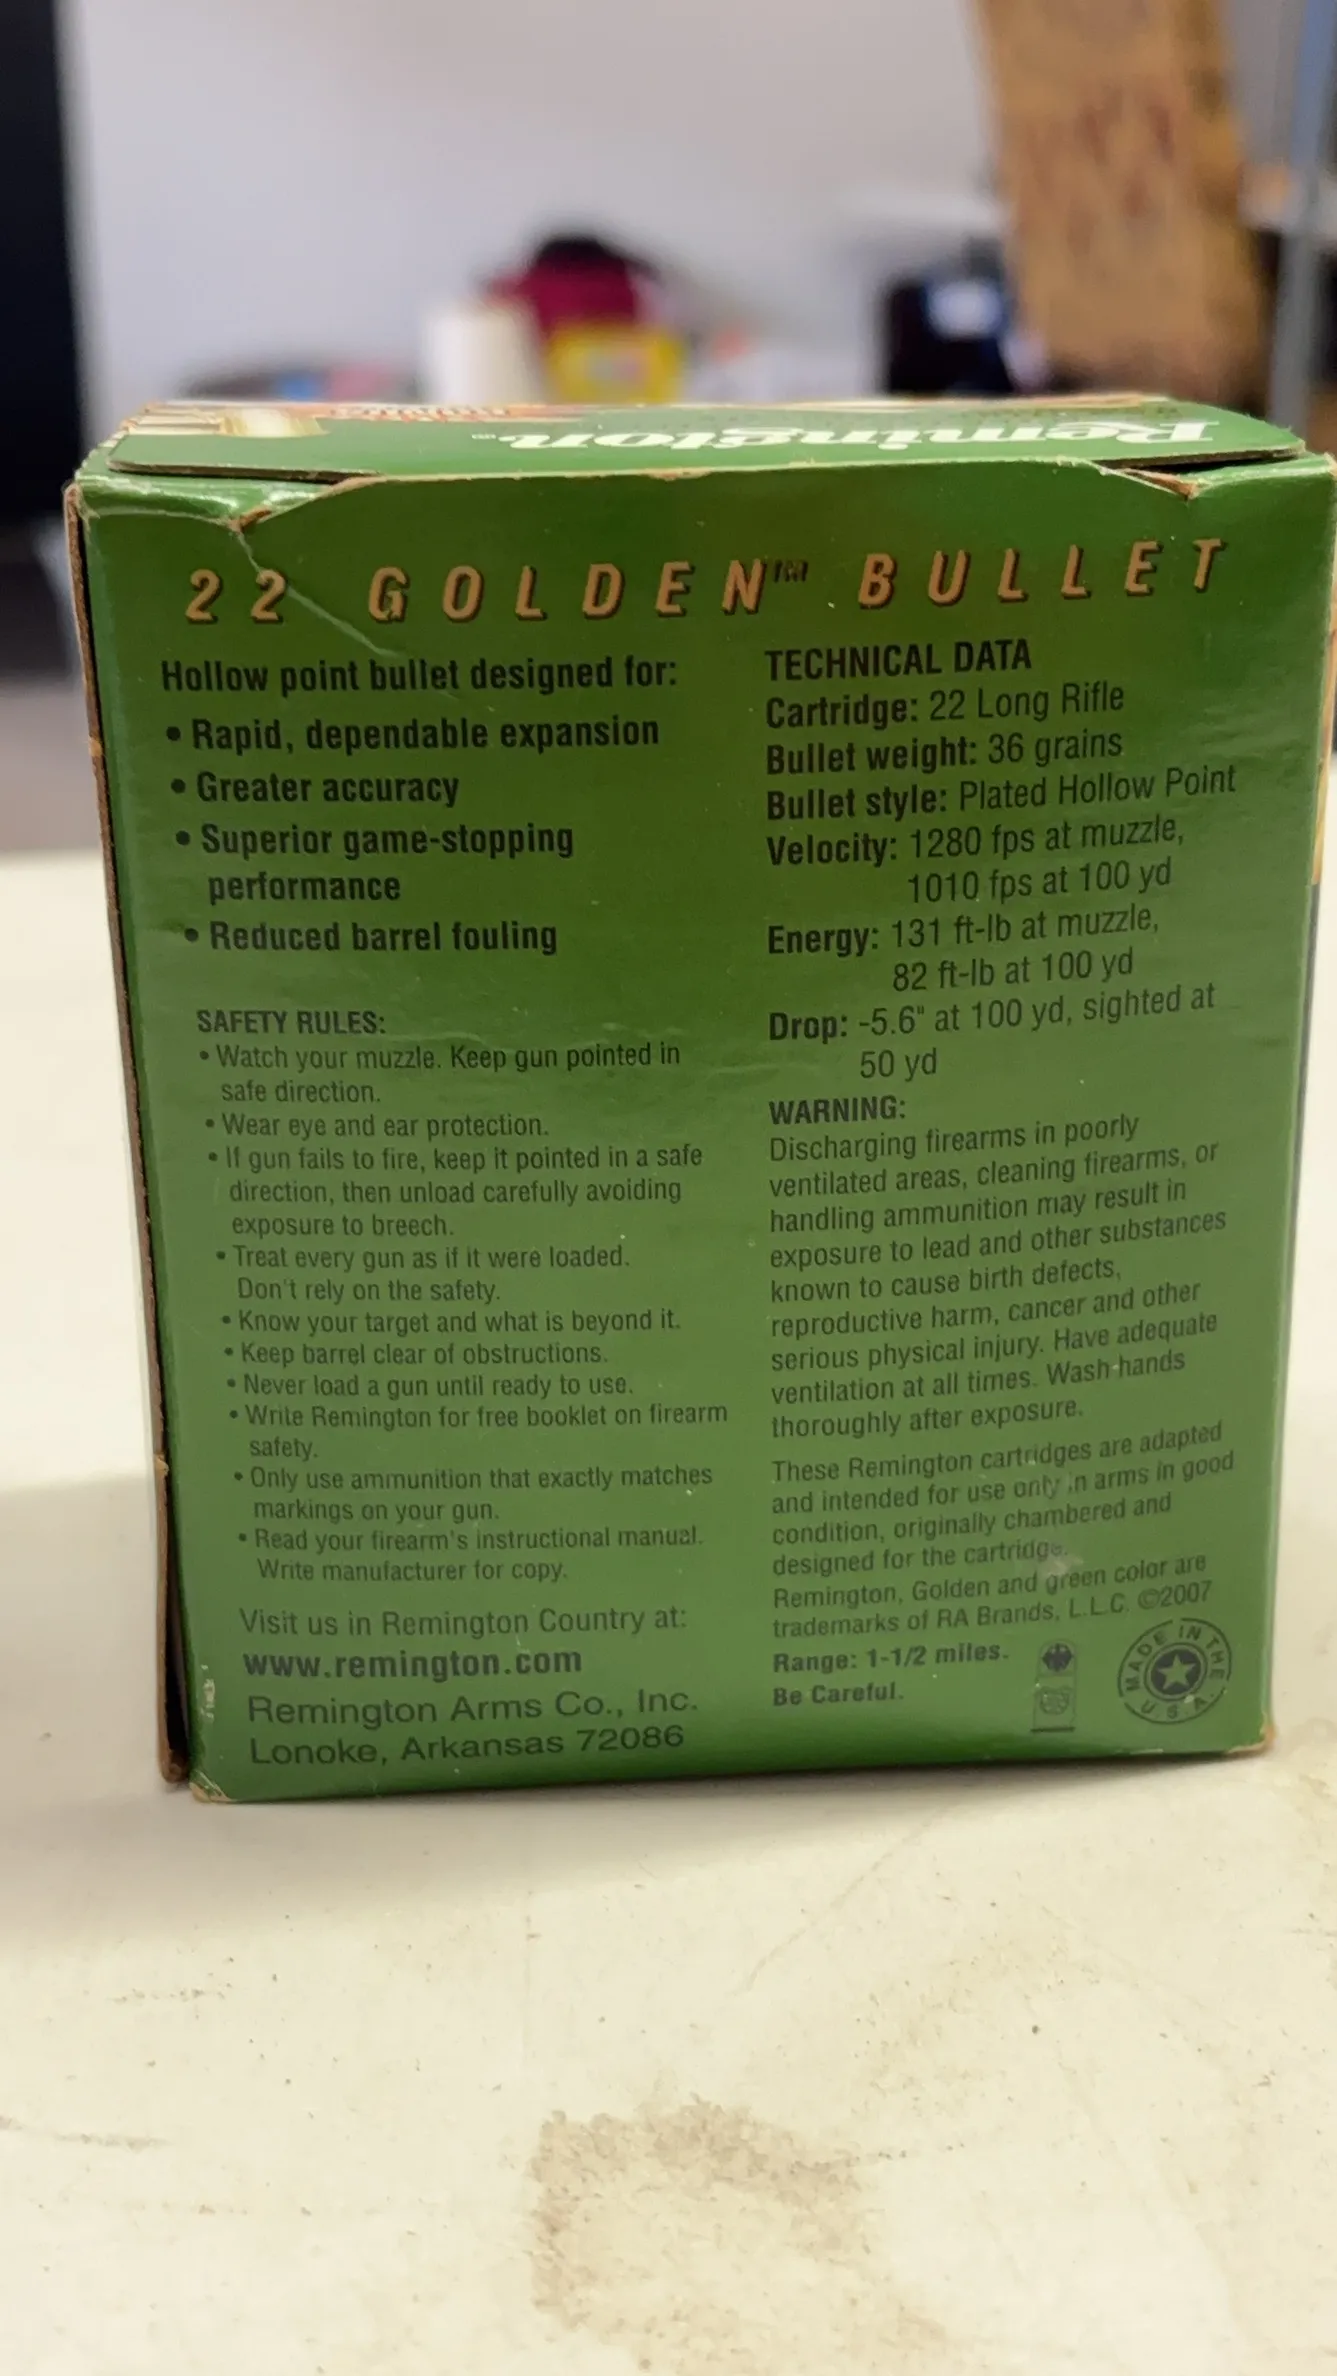 Remington
22 GOLDEN™ BULLET
Hollow point bullet designed for:
• Rapid, dependable expansion
• Greater accuracy
• Superior game-stopping
performance
• Reduced barrel fouling
SAFETY RULES:
• Watch your muzzle. Keep gun pointed in
safe direction.
• Wear eye and ear protection.
• If gun fails to fire, keep it pointed in a safe
direction, then unload carefully avoiding
exposure to breech.
• Treat every gun as if it were loaded.
Don't rely on the safety.
• Know your target and what is beyond it.
• Keep barrel clear of obstructions.
• Never load a gun until ready to use.
• Write Remington for free booklet on firearm
safety.
• Only use ammunition that exactly matches
markings on your gun.
• Read your firearm's instructional manual.
Write manufacturer for copy.
Visit us in Remington Country at:
www.remington.com
Remington Arms Co., Inc.
Lonoke, Arkansas 72086
TECHNICAL DATA
Cartridge: 22 Long Rifle
Bullet weight: 36 grains
Bullet style: Plated Hollow Point
Velocity: 1280 fps at muzzle,
1010 fps at 100 yd
Energy: 131 ft-lb at muzzle,
82 ft-lb at 100 yd
Drop: -5.6" at 100 yd, sighted at
50 yd
WARNING:
Discharging firearms in poorly
ventilated areas, cleaning firearms, or
handling ammunition may result in
exposure to lead and other substances
known to cause birth defects,
reproductive harm, cancer and other
serious physical injury. Have adequate
ventilation at all times. Wash hands
thoroughly after exposure.
These Remington cartridges are adapted
and intended for use only in arms in good
condition, originally chambered and
designed for the cartridge.
Remington, Golden and green color are
trademarks of RA Brands, L.L.C. ©2007
Range: 1-1/2 miles.
Be Careful.
MADE IN THE U.S.A.